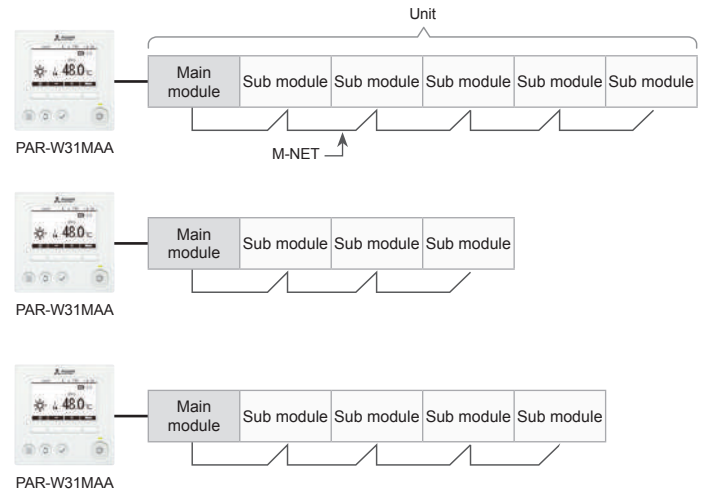 Unit
48.0 °C
Main
module
Sub module Sub module Sub module Sub module Sub module
PAR-W31MAA
M-NET
48.0 °C
Main
module
Sub module Sub module Sub module
PAR-W31MAA
48.0 °C
Main
module
Sub module Sub module Sub module Sub module
PAR-W31MAA